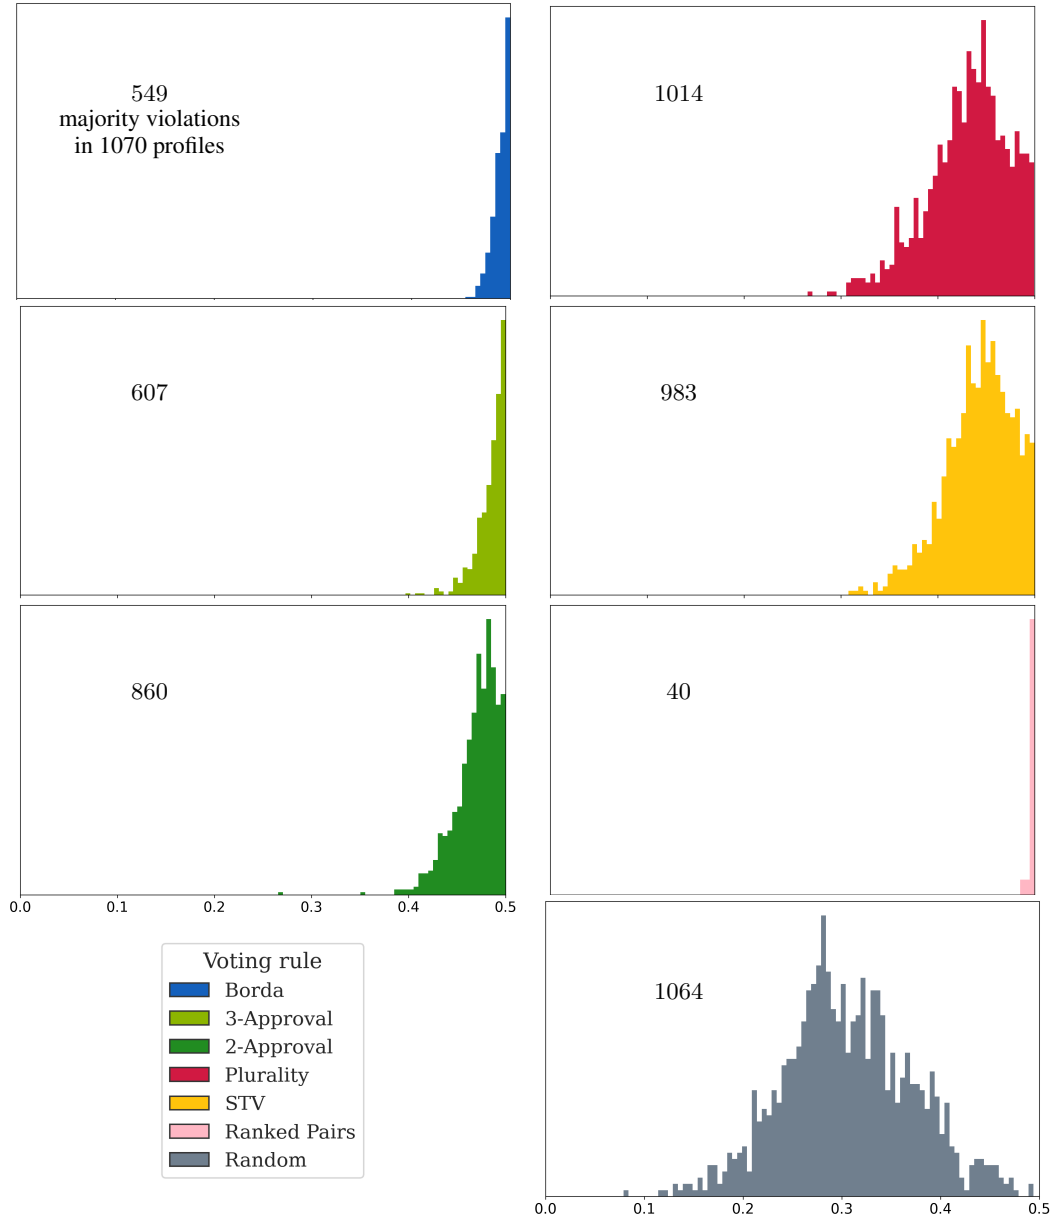 549
majority violations
in 1070 profiles
1014
607
983
860
40
0.0 0.1 0.2 0.3 0.4 0.5
1064
Voting rule
Borda
3-Approval
2-Approval
Plurality
STV
Ranked Pairs
Random
0.0 0.1 0.2 0.3 0.4 0.5